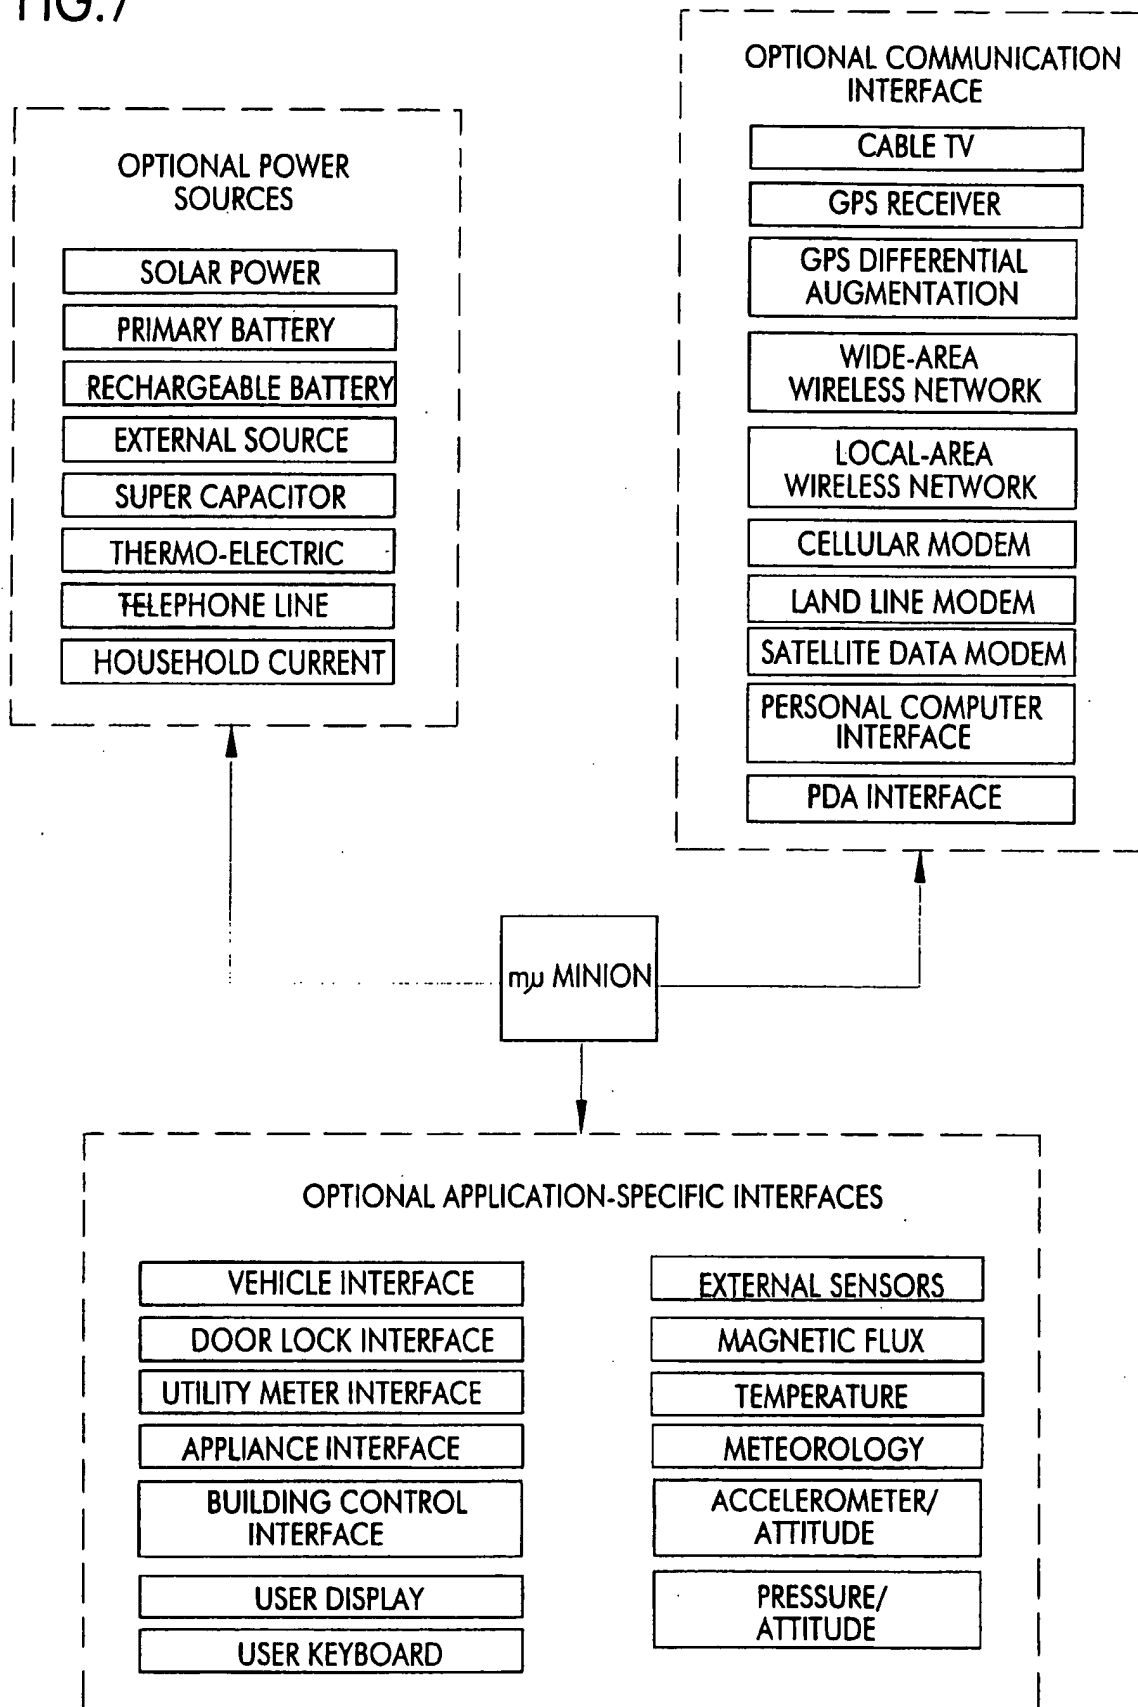 FIG.7
OPTIONAL POWER
SOURCES
SOLAR POWER
PRIMARY BATTERY
RECHARGEABLE BATTERY
EXTERNAL SOURCE
SUPER CAPACITOR
THERMO-ELECTRIC
TELEPHONE LINE
HOUSEHOLD CURRENT
OPTIONAL COMMUNICATION
INTERFACE
CABLE TV
GPS RECEIVER
GPS DIFFERENTIAL
AUGMENTATION
WIDE-AREA
WIRELESS NETWORK
LOCAL-AREA
WIRELESS NETWORK
CELLULAR MODEM
LAND LINE MODEM
SATELLITE DATA MODEM
PERSONAL COMPUTER
INTERFACE
PDA INTERFACE
mμ MINION
OPTIONAL APPLICATION-SPECIFIC INTERFACES
VEHICLE INTERFACE
DOOR LOCK INTERFACE
UTILITY METER INTERFACE
APPLIANCE INTERFACE
BUILDING CONTROL
INTERFACE
USER DISPLAY
USER KEYBOARD
EXTERNAL SENSORS
MAGNETIC FLUX
TEMPERATURE
METEOROLOGY
ACCELEROMETER/
ATTITUDE
PRESSURE/
ATTITUDE